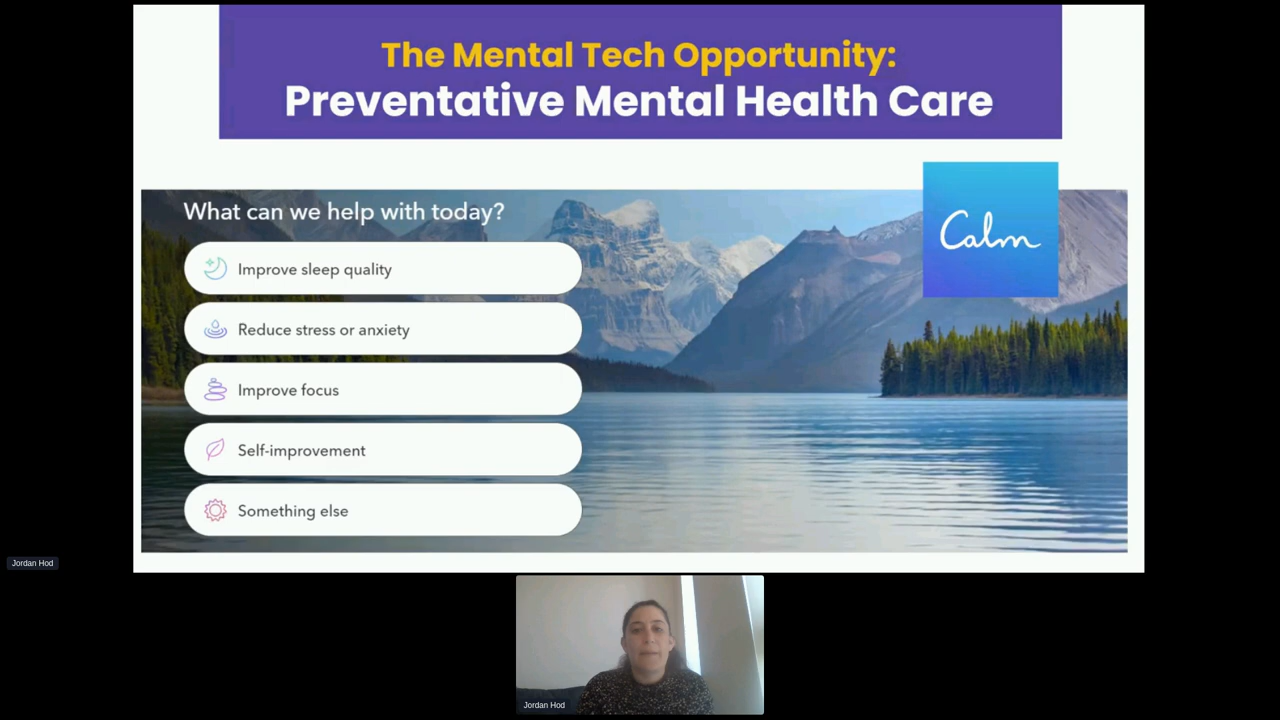 The Mental Tech Opportunity:
Preventative Mental Health Care
What can we help with today?
Calm
Improve sleep quality
Reduce stress or anxiety
Improve focus
Self-improvement
Something else
Jordan Hod
Jordan Hod